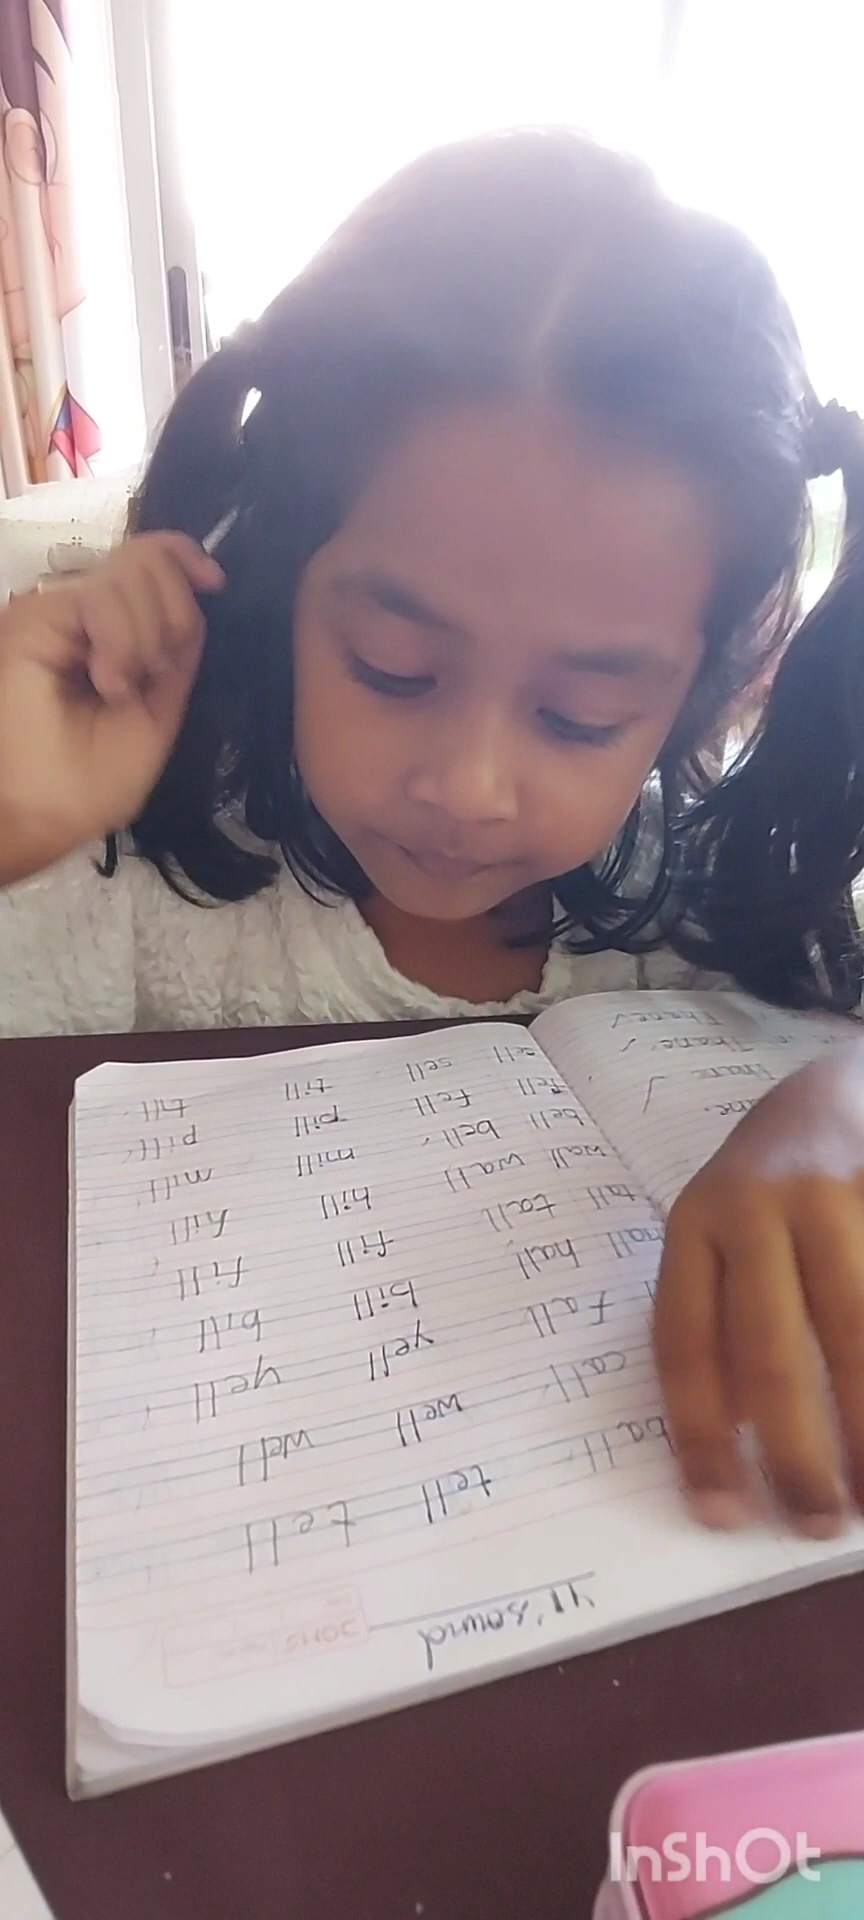 'll' sound
ball tell tell
call well well
Fall yell yell
hall hall bill bill
tall tall fill fill
wall wall hill hill
bell bell mill mill
fell fell pill pill
sell sell till till
InShOt